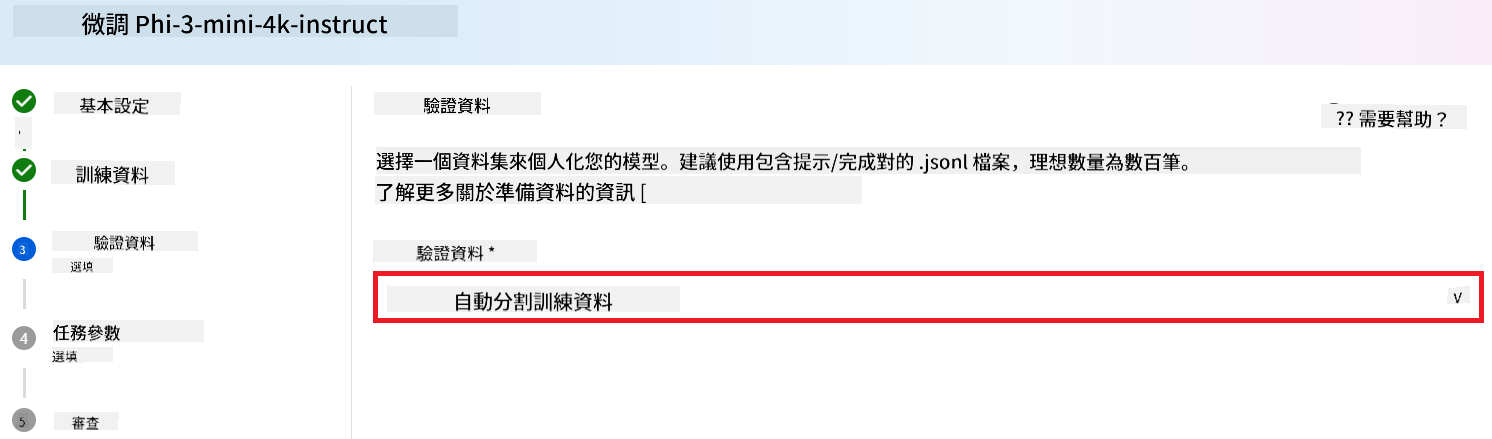 微調 Phi-3-mini-4k-instruct
基本設定
訓練資料
3
驗證資料
選填
4
任務參數
選填
5
審查
驗證資料
?? 需要幫助？
選擇一個資料集來個人化您的模型。建議使用包含提示/完成對的 .jsonl 檔案，理想數量為數百筆。
了解更多關於準備資料的資訊 [
驗證資料 *
自動分割訓練資料
V